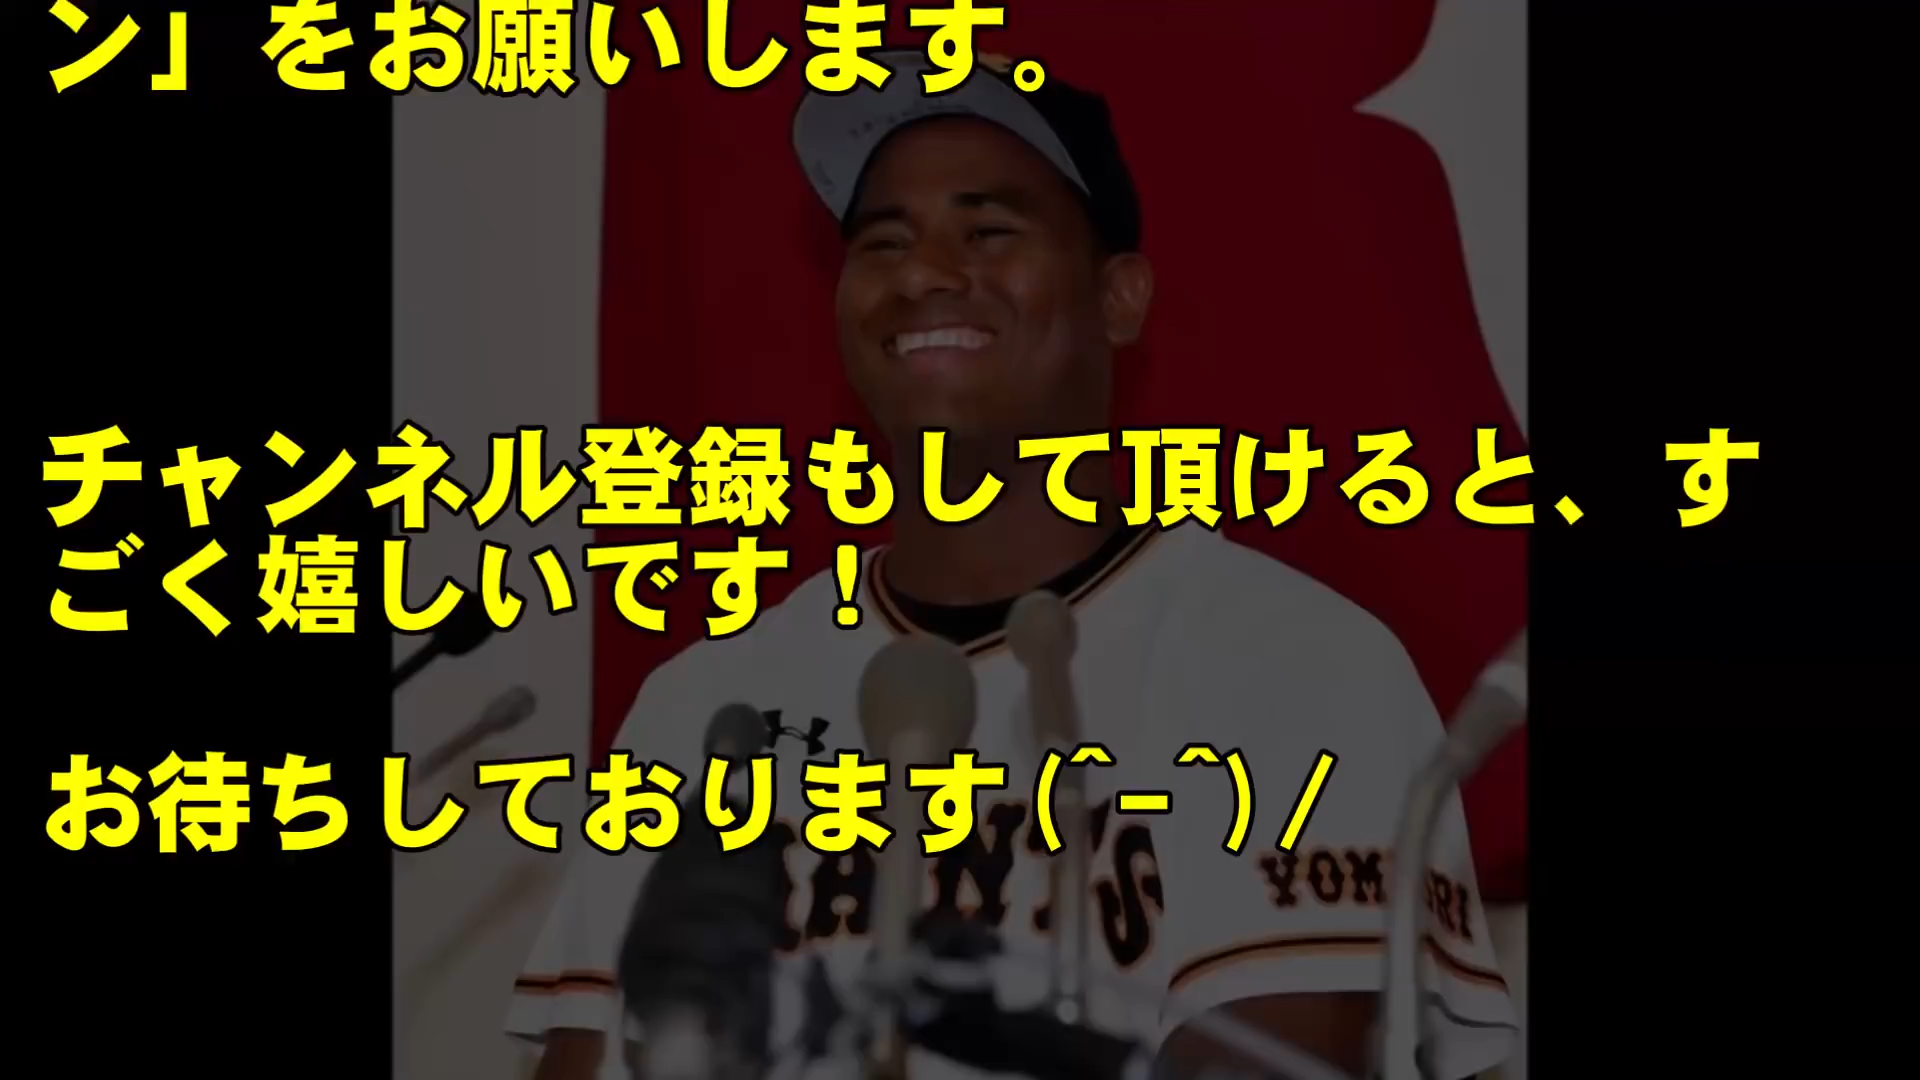 ン」をお願いします。
チャンネル登録もして頂けると、す
ごく嬉しいです！
お待ちしております(^-^)/
GIANTS
YOMIURI